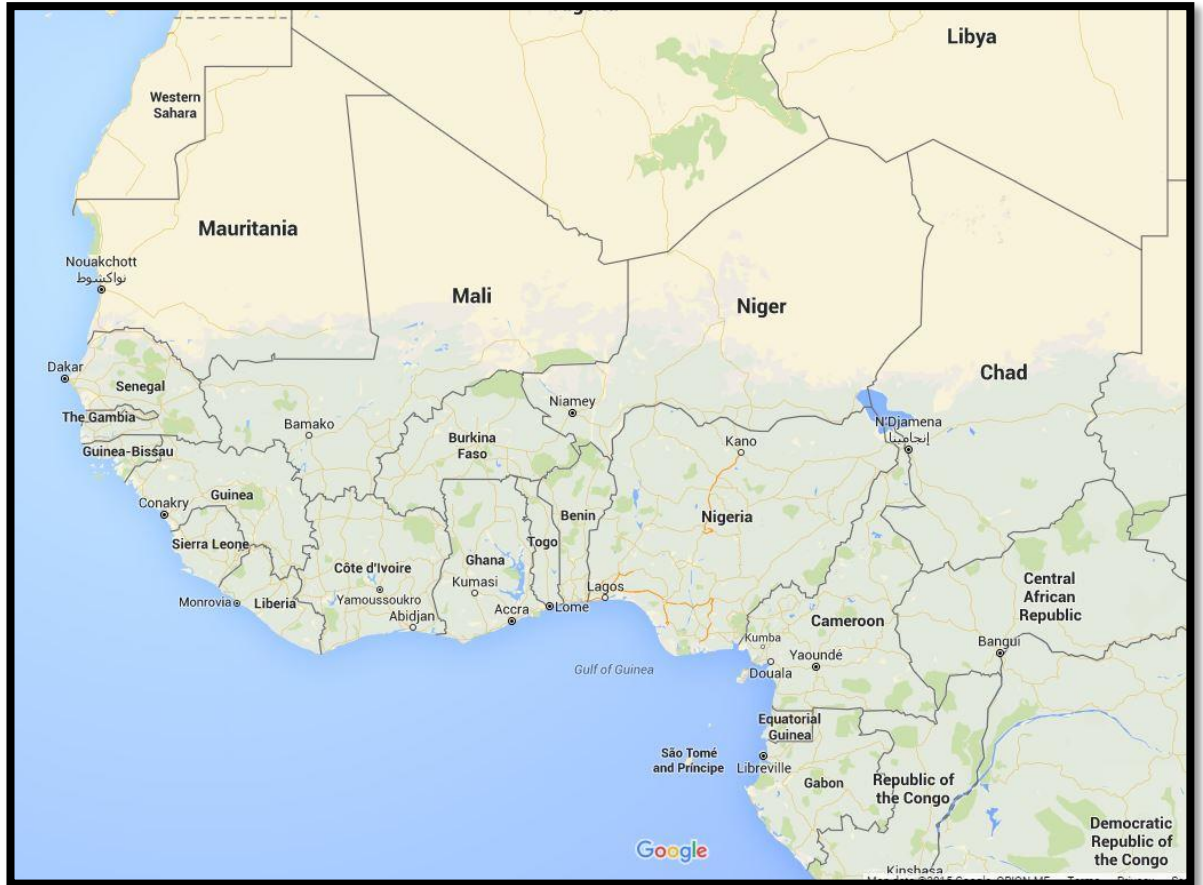 Libya
Western
Sahara
Mauritania
Nouakchott
نواكشوط
Mali
Niger
Chad
Dakar
Senegal
The Gambia
Guinea-Bissau
Bamako
Niamey
Burkina
Faso
Kano
N'Djamena
إنجامينا
Guinea
Conakry
Sierra Leone
Benin
Nigeria
Togo
Ghana
Kumasi
Côte d'Ivoire
Yamoussoukro
Abidjan
Monrovia
Liberia
Accra
Lome
Lagos
Central
African
Republic
Cameroon
Kumba
Yaoundé
Bangui
Douala
Gulf of Guinea
Equatorial
Guinea
São Tomé
and Príncipe
Libreville
Gabon
Republic of
the Congo
Democratic
Republic of
the Congo
Google
Kinshasa